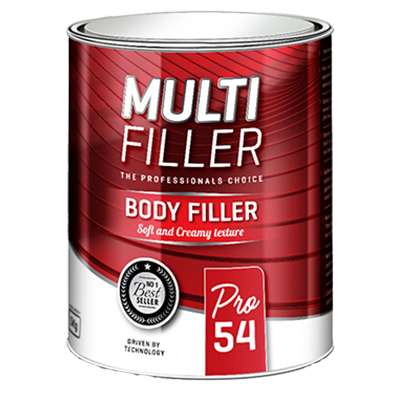 MULTI
FILLER
THE PROFESSIONALS CHOICE
BODY FILLER
Soft and Creamy texture
NO 1
Best
SELLER
Pro
54
DRIVEN BY
TECHNOLOGY